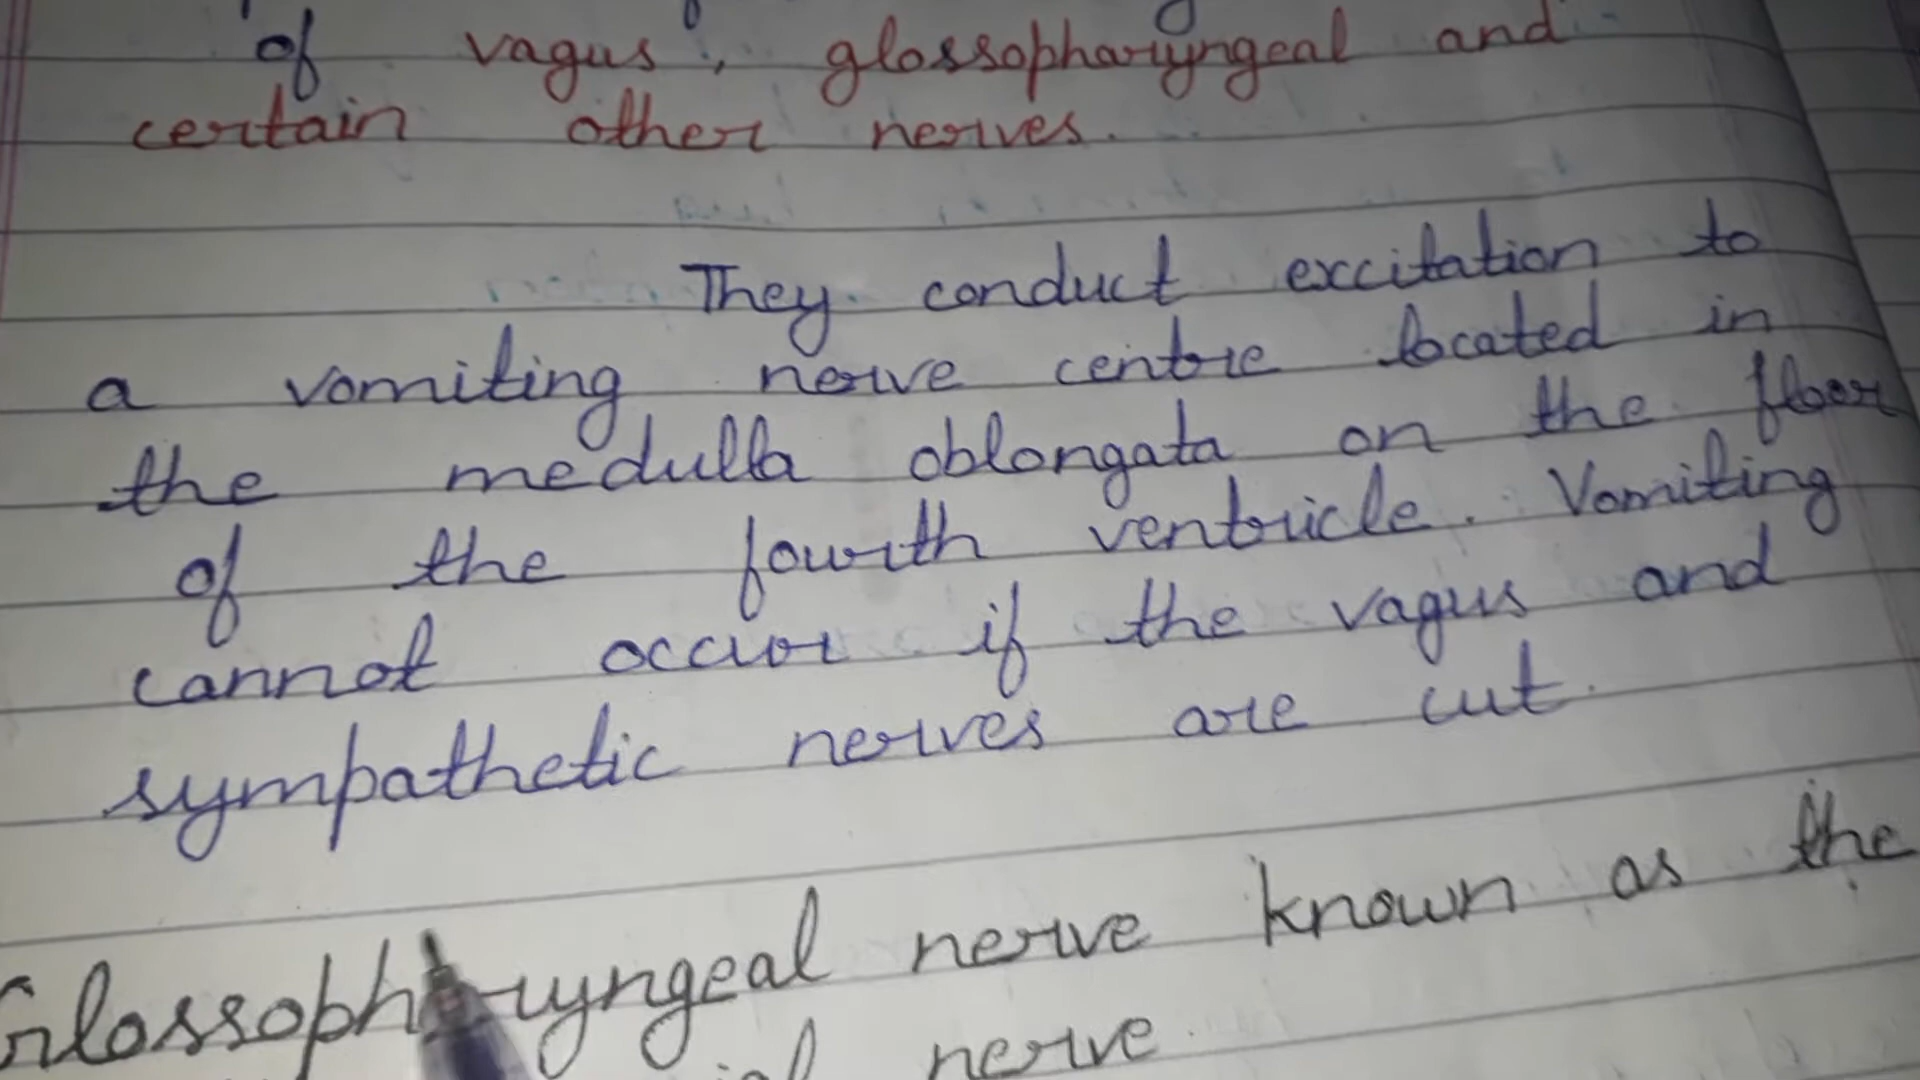 of vagus, glossopharyngeal and
certain other nerves.
They conduct excitation to
a vomiting nerve centre located in
the medulla oblongata on the floor
of the fourth ventricle. Vomiting
cannot occur if the vagus and
sympathetic nerves are cut.
Glossopharyngeal nerve known as the
nerve